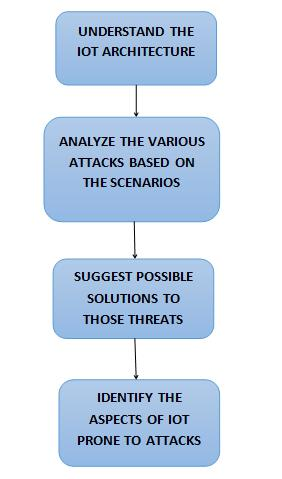 UNDERSTAND THE
IOT ARCHITECTURE
ANALYZE THE VARIOUS
ATTACKS BASED ON
THE SCENARIOS
SUGGEST POSSIBLE
SOLUTIONS TO
THOSE THREATS
IDENTIFY THE
ASPECTS OF IOT
PRONE TO ATTACKS